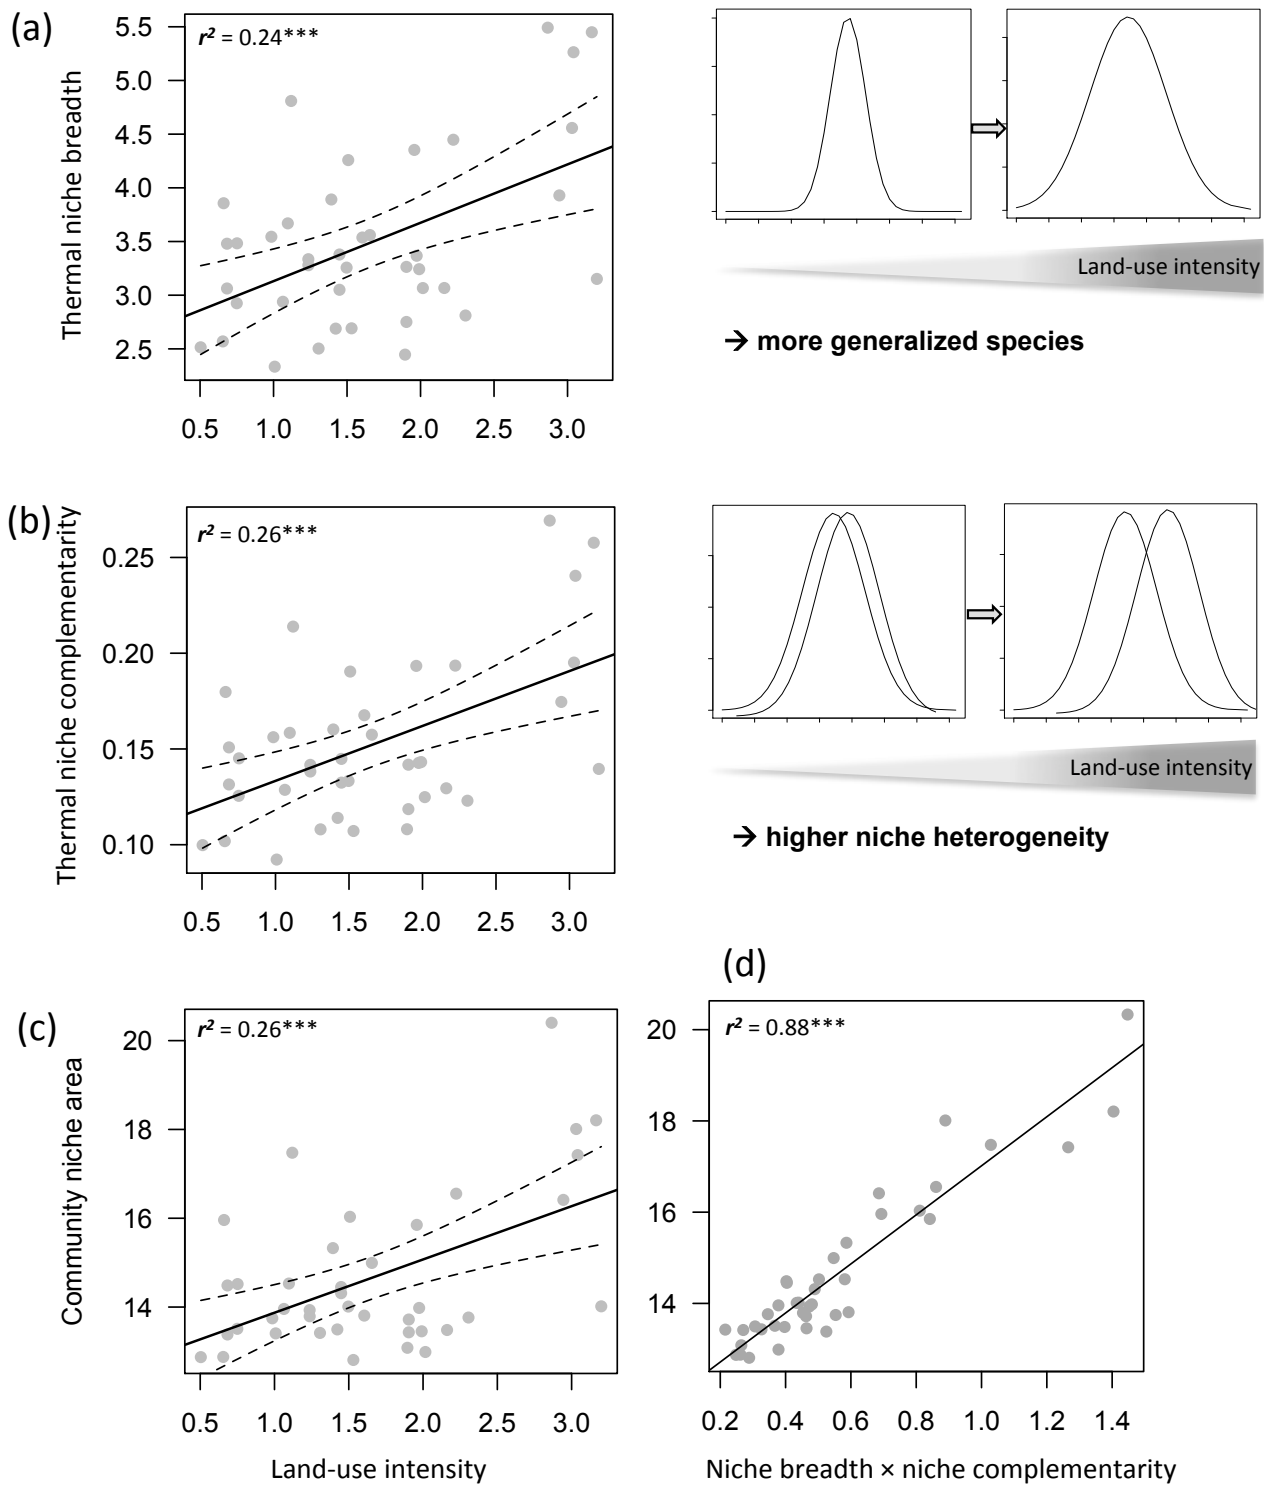 (a)
r² = 0.24***
Thermal niche breadth
5.5
5.0
4.5
4.0
3.5
3.0
2.5
0.5 1.0 1.5 2.0 2.5 3.0
Land-use intensity
→ more generalized species
(b)
r² = 0.26***
Thermal niche complementarity
0.25
0.20
0.15
0.10
0.5 1.0 1.5 2.0 2.5 3.0
Land-use intensity
→ higher niche heterogeneity
(c)
r² = 0.26***
Community niche area
20
18
16
14
0.5 1.0 1.5 2.0 2.5 3.0
Land-use intensity
(d)
r² = 0.88***
20
18
16
14
0.2 0.4 0.6 0.8 1.0 1.2 1.4
Niche breadth × niche complementarity